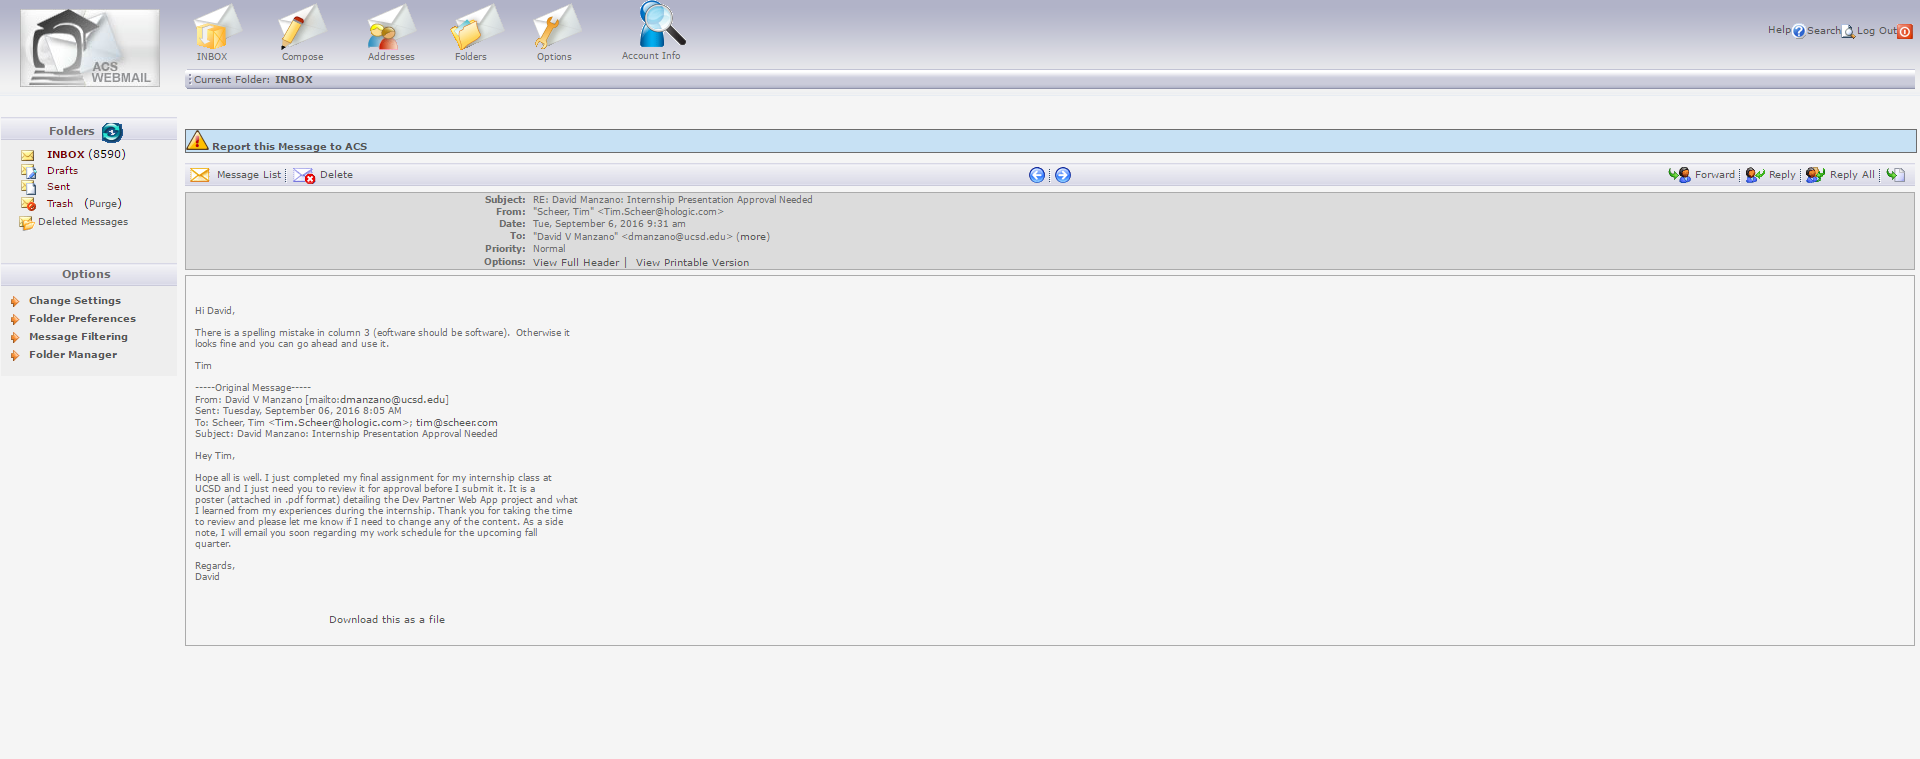 ACS
WEBMAIL
INBOX
Compose
Addresses
Folders
Options
Account Info
Help Search Log Out
Current Folder: INBOX
Folders
INBOX (8590)
Drafts
Sent
Trash (Purge)
Deleted Messages
Options
Change Settings
Folder Preferences
Message Filtering
Folder Manager
Report this Message to ACS
Message List Delete
Forward Reply Reply All
Subject: RE: David Manzano: Internship Presentation Approval Needed
From: "Scheer, Tim" <Tim.Scheer@hologic.com>
Date: Tue, September 6, 2016 9:31 am
To: "David V Manzano" <dmanzano@ucsd.edu> (more)
Priority: Normal
Options: View Full Header | View Printable Version
Hi David,
There is a spelling mistake in column 3 (eoftware should be software).  Otherwise it
looks fine and you can go ahead and use it.
Tim
-----Original Message-----
From: David V Manzano [mailto:dmanzano@ucsd.edu]
Sent: Tuesday, September 06, 2016 8:05 AM
To: Scheer, Tim <Tim.Scheer@hologic.com>; tim@scheer.com
Subject: David Manzano: Internship Presentation Approval Needed
Hey Tim,
Hope all is well. I just completed my final assignment for my internship class at
UCSD and I just need you to review it for approval before I submit it. It is a
poster (attached in .pdf format) detailing the Dev Partner Web App project and what
I learned from my experiences during the internship. Thank you for taking the time
to review and please let me know if I need to change any of the content. As a side
note, I will email you soon regarding my work schedule for the upcoming fall
quarter.
Regards,
David
Download this as a file